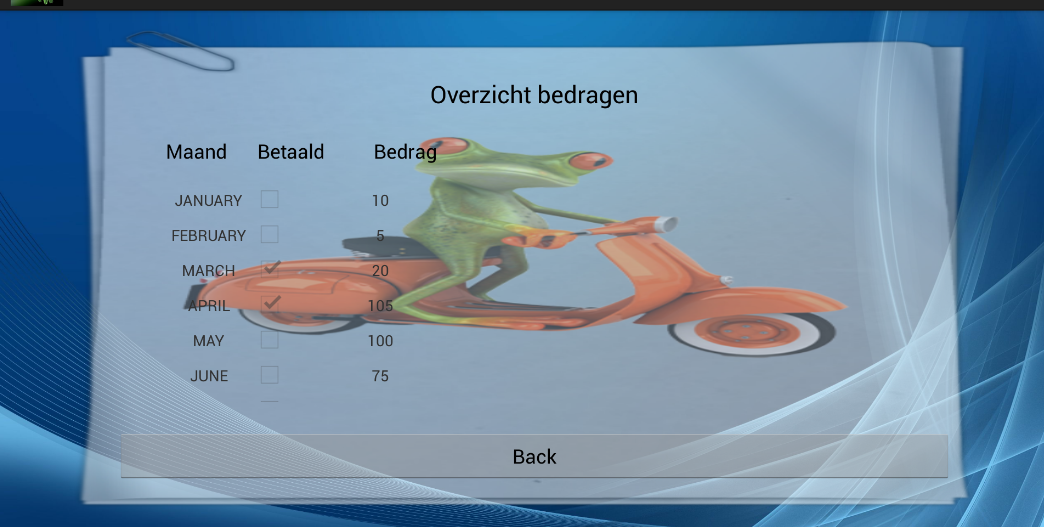 Overzicht bedragen
Maand Betaald Bedrag
JANUARY 10
FEBRUARY 5
MARCH 20
APRIL 105
MAY 100
JUNE 75
Back